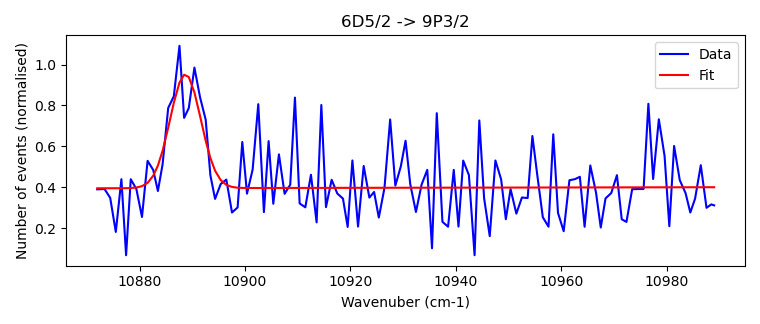 6D5/2 -> 9P3/2
Number of events (normalised)
1.0
0.8
0.6
0.4
0.2
Data
Fit
10880 10900 10920 10940 10960 10980
Wavenuber (cm-1)